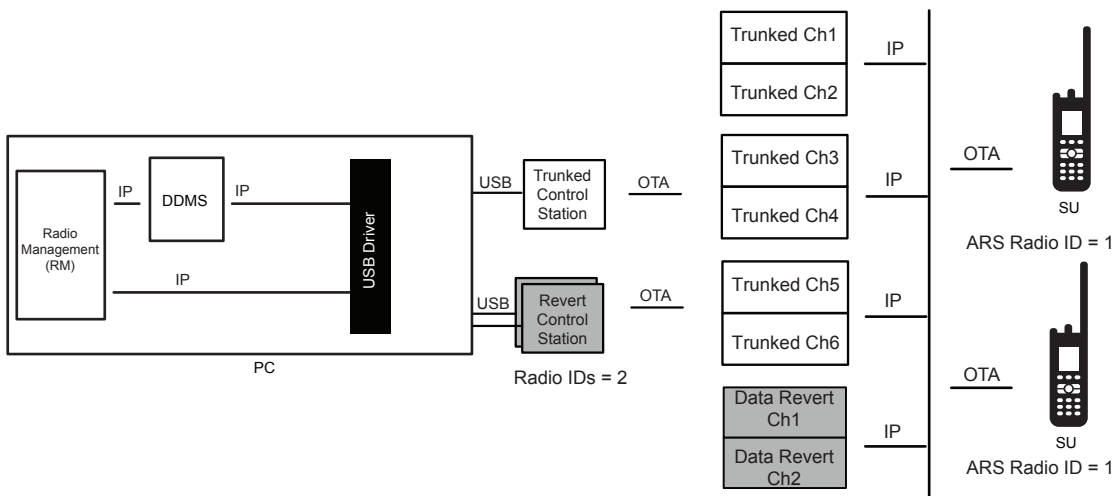 Radio
Management
(RM)
IP
DDMS
IP
IP
USB Driver
PC
USB
Trunked
Control
Station
OTA
USB
Revert
Control
Station
Radio IDs = 2
OTA
Trunked Ch1
Trunked Ch2
IP
Trunked Ch3
Trunked Ch4
IP
Trunked Ch5
Trunked Ch6
IP
Data Revert
Ch1
Data Revert
Ch2
IP
OTA
SU
ARS Radio ID = 1
OTA
SU
ARS Radio ID = 1